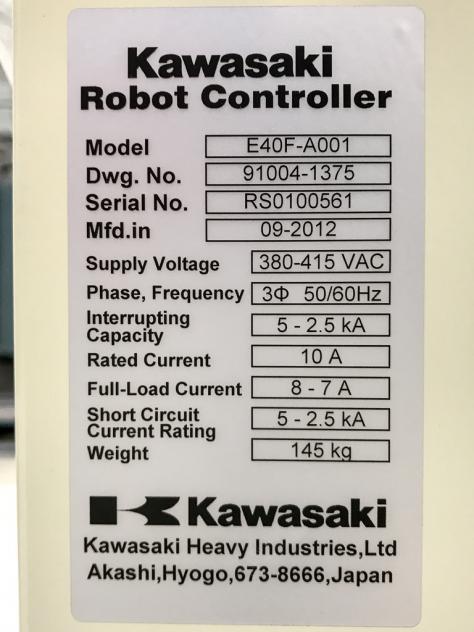 Kawasaki
Robot Controller
Model E40F-A001
Dwg. No. 91004-1375
Serial No. RS0100561
Mfd.in 09-2012
Supply Voltage 380-415 VAC
Phase, Frequency 3Φ 50/60Hz
Interrupting
Capacity 5 - 2.5 kA
Rated Current 10 A
Full-Load Current 8 - 7 A
Short Circuit
Current Rating 5 - 2.5 kA
Weight 145 kg
Kawasaki
Kawasaki Heavy Industries,Ltd
Akashi,Hyogo,673-8666,Japan